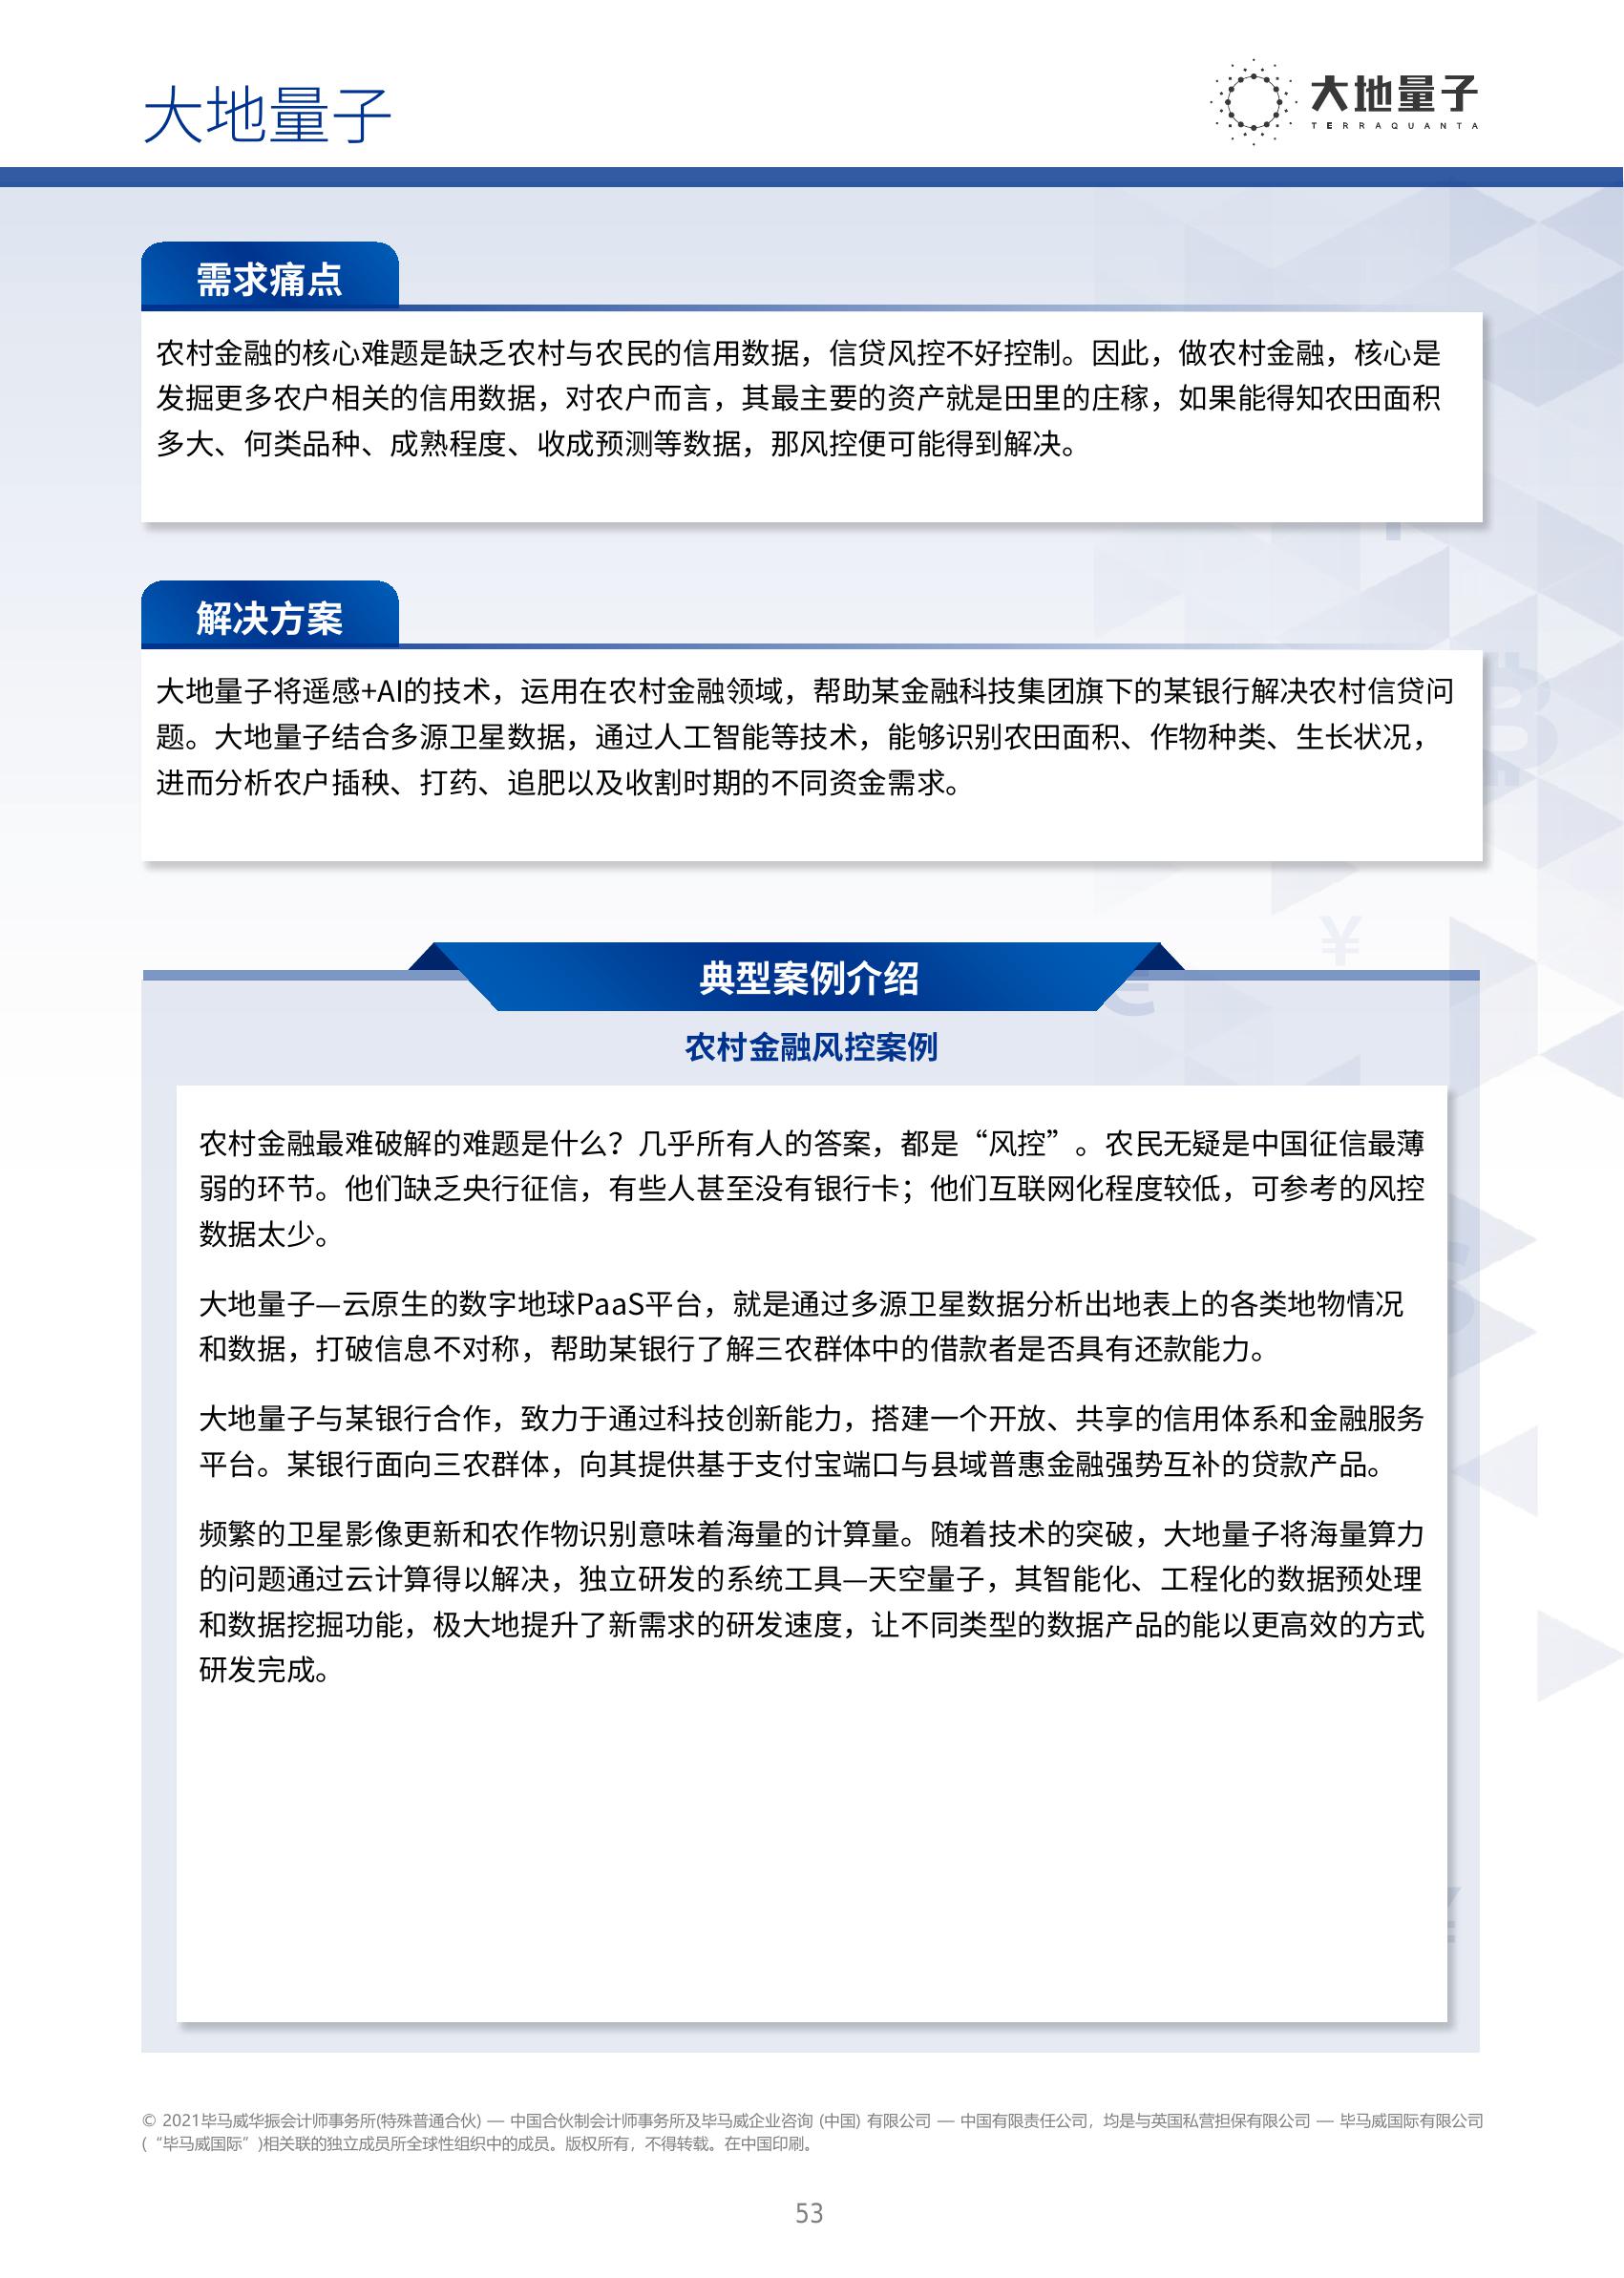 大地量子
大地量子
TERRAQUANTA
需求痛点
农村金融的核心难题是缺乏农村与农民的信用数据，信贷风控不好控制。因此，做农村金融，核心是
发掘更多农户相关的信用数据，对农户而言，其最主要的资产就是田里的庄稼，如果能得知农田面积
多大、何类品种、成熟程度、收成预测等数据，那风控便可能得到解决。
解决方案
大地量子将遥感+AI的技术，运用在农村金融领域，帮助某金融科技集团旗下的某银行解决农村信贷问
题。大地量子结合多源卫星数据，通过人工智能等技术，能够识别农田面积、作物种类、生长状况，
进而分析农户插秧、打药、追肥以及收割时期的不同资金需求。
典型案例介绍
农村金融风控案例
农村金融最难破解的难题是什么？几乎所有人的答案，都是“风控”。农民无疑是中国征信最薄
弱的环节。他们缺乏央行征信，有些人甚至没有银行卡；他们互联网化程度较低，可参考的风控
数据太少。
大地量子—云原生的数字地球PaaS平台，就是通过多源卫星数据分析出地表上的各类地物情况
和数据，打破信息不对称，帮助某银行了解三农群体中的借款者是否具有还款能力。
大地量子与某银行合作，致力于通过科技创新能力，搭建一个开放、共享的信用体系和金融服务
平台。某银行面向三农群体，向其提供基于支付宝端口与县域普惠金融强势互补的贷款产品。
频繁的卫星影像更新和农作物识别意味着海量的计算量。随着技术的突破，大地量子将海量算力
的问题通过云计算得以解决，独立研发的系统工具—天空量子，其智能化、工程化的数据预处理
和数据挖掘功能，极大地提升了新需求的研发速度，让不同类型的数据产品的能以更高效的方式
研发完成。
© 2021毕马威华振会计师事务所(特殊普通合伙) — 中国合伙制会计师事务所及毕马威企业咨询 (中国) 有限公司 — 中国有限责任公司，均是与英国私营担保有限公司 — 毕马威国际有限公司
(“毕马威国际”)相关联的独立成员所全球性组织中的成员。版权所有，不得转载。在中国印刷。
53